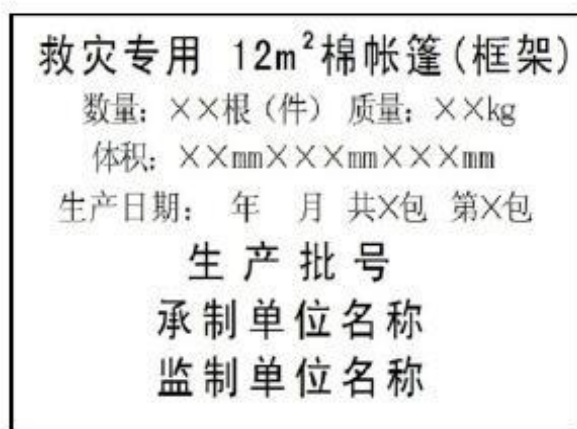 救灾专用 12m²棉帐篷(框架)
数量: ××根(件) 质量: ××kg
体积: ××mm×××mm×××mm
生产日期: 年 月 共×包 第×包
生产批号
承制单位名称
监制单位名称